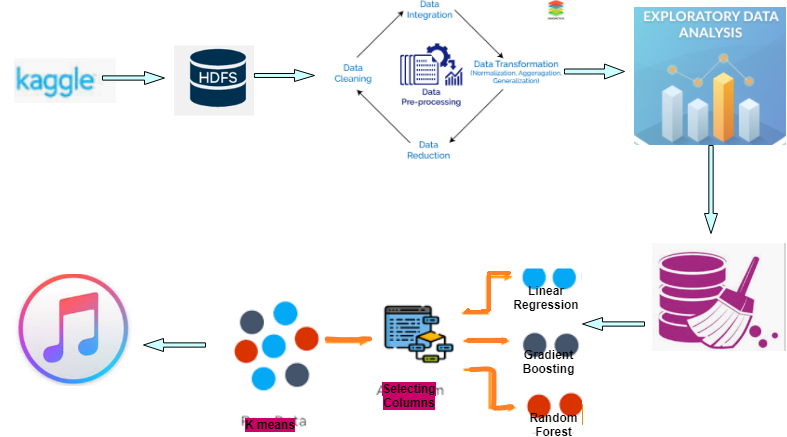 kaggle
HDFS
Data
Integration
Data
Cleaning
Data
Pre-processing
Data Transformation
(Normalization, Aggeragation,
Generalization)
Data
Reduction
EXPLORATORY DATA
ANALYSIS
Linear
Regression
Gradient
Boosting
Random
Forest
Selecting
Columns
K means